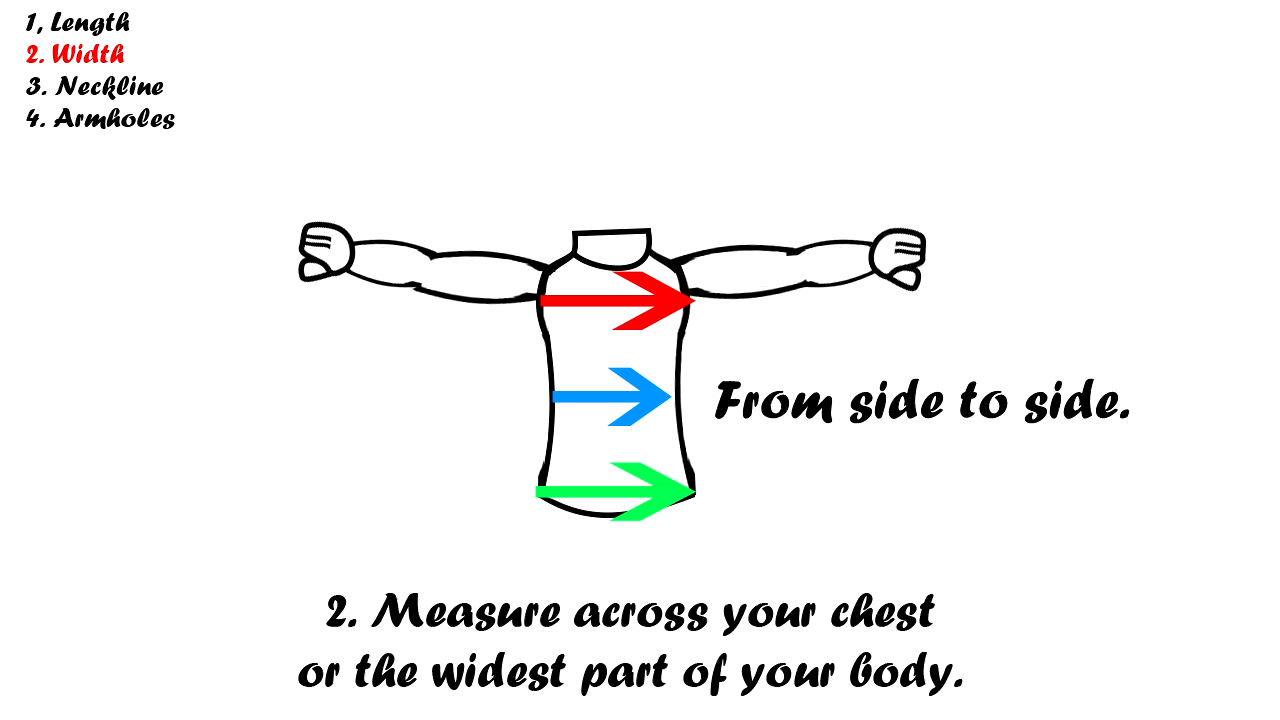 1, Length
2. Width
3. Neckline
4. Armholes
From side to side.
2. Measure across your chest
or the widest part of your body.